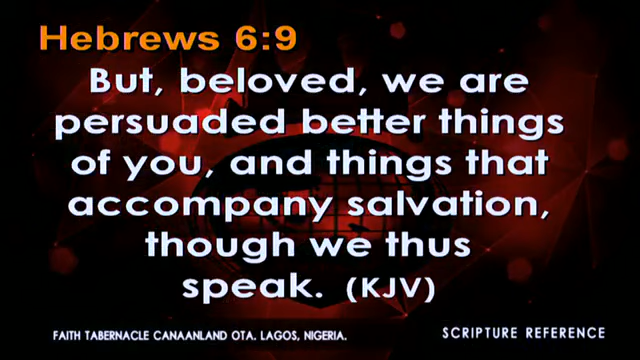 Hebrews 6:9
But, beloved, we are
persuaded better things
of you, and things that
accompany salvation,
though we thus
speak. (KJV)
FAITH TABERNACLE CANAANLAND OTA. LAGOS, NIGERIA.
SCRIPTURE REFERENCE